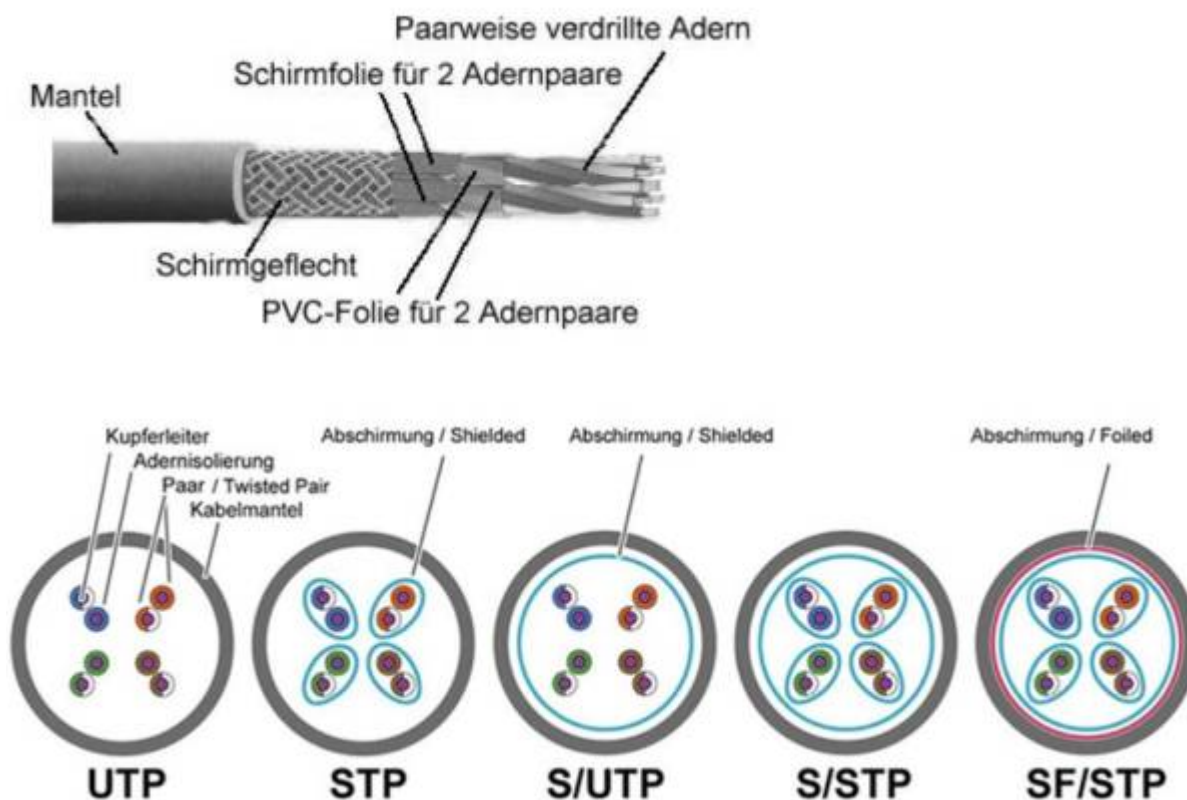 Paarweise verdrillte Adern
Schirmfolie für 2 Adernpaare
Mantel
Schirmgeflecht
PVC-Folie für 2 Adernpaare
Kupferleiter
Adernisolierung
Paar / Twisted Pair
Kabelmantel
Abschirmung / Shielded
Abschirmung / Shielded
Abschirmung / Foiled
UTP
STP
S/UTP
S/STP
SF/STP